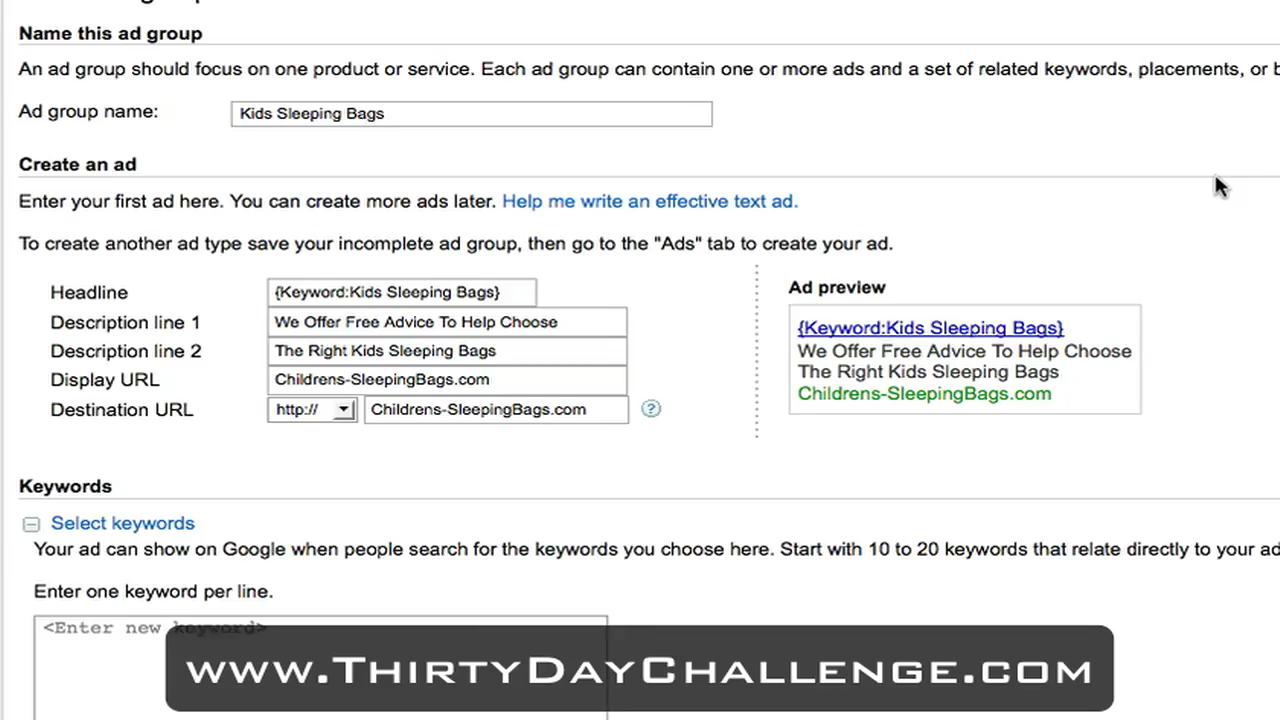 Name this ad group
An ad group should focus on one product or service. Each ad group can contain one or more ads and a set of related keywords, placements, or
Ad group name: Kids Sleeping Bags
Create an ad
Enter your first ad here. You can create more ads later. Help me write an effective text ad.
To create another ad type save your incomplete ad group, then go to the "Ads" tab to create your ad.
Headline {Keyword:Kids Sleeping Bags}
Description line 1 We Offer Free Advice To Help Choose
Description line 2 The Right Kids Sleeping Bags
Display URL Childrens-SleepingBags.com
Destination URL http:// Childrens-SleepingBags.com ?
Ad preview
{Keyword:Kids Sleeping Bags}
We Offer Free Advice To Help Choose
The Right Kids Sleeping Bags
Childrens-SleepingBags.com
Keywords
Select keywords
Your ad can show on Google when people search for the keywords you choose here. Start with 10 to 20 keywords that relate directly to your ad
Enter one keyword per line.
<Enter new keyword>
www.ThirtyDayChallenge.com